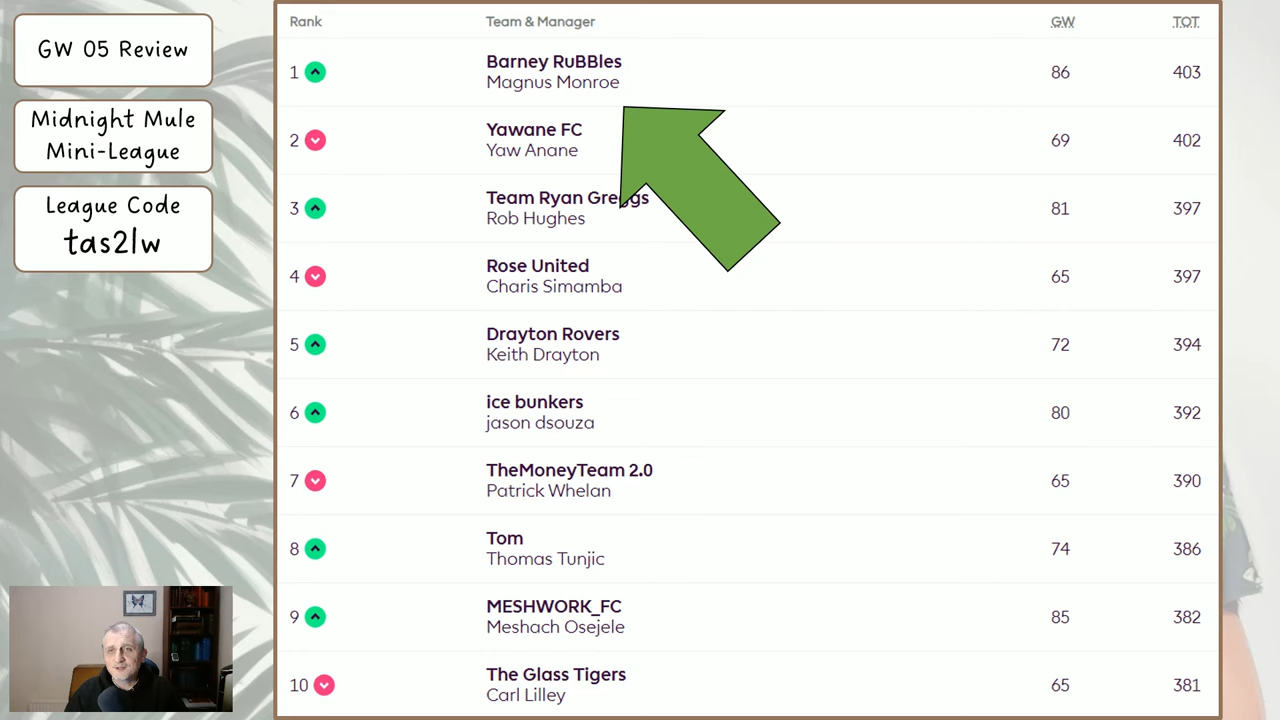 GW 05 Review
Midnight Mule
Mini-League
League Code
tas2lw
Rank Team & Manager GW TOT
1 Barney RuBBles 86 403
Magnus Monroe
2 Yawane FC 69 402
Yaw Anane
3 Team Ryan Greggs 81 397
Rob Hughes
4 Rose United 65 397
Charis Simamba
5 Drayton Rovers 72 394
Keith Drayton
6 ice bunkers 80 392
jason dsouza
7 TheMoneyTeam 2.0 65 390
Patrick Whelan
8 Tom 74 386
Thomas Tunjic
9 MESHWORK_FC 85 382
Meshach Osejele
10 The Glass Tigers 65 381
Carl Lilley